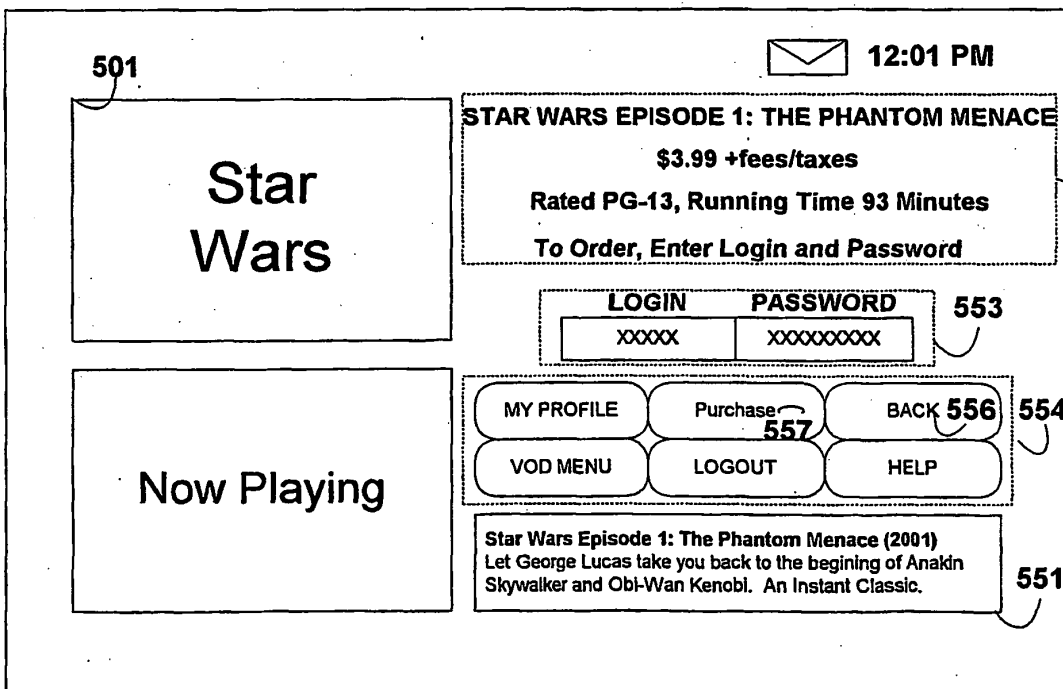 501
12:01 PM
Star
Wars
STAR WARS EPISODE 1: THE PHANTOM MENACE
$3.99 +fees/taxes
Rated PG-13, Running Time 93 Minutes
To Order, Enter Login and Password
LOGIN PASSWORD
553
XXXXX XXXXXXXXX
MY PROFILE Purchase BACK 556 554
557
VOD MENU LOGOUT HELP
Now Playing
Star Wars Episode 1: The Phantom Menace (2001)
Let George Lucas take you back to the begining of Anakin
Skywalker and Obi-Wan Kenobi. An Instant Classic.
551